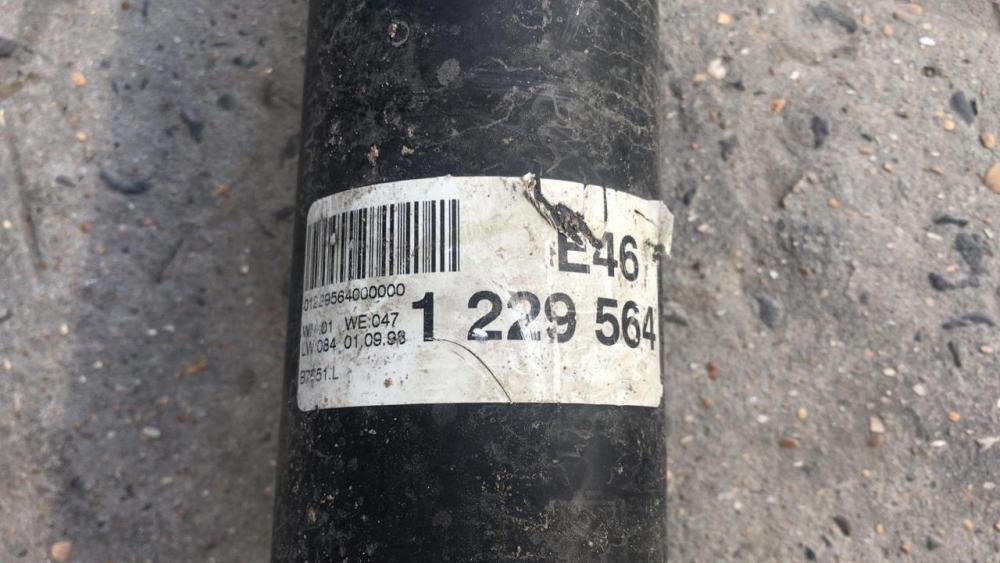 E46
01229564000000
1 229 564
WE:047
LW:084 01.09.98